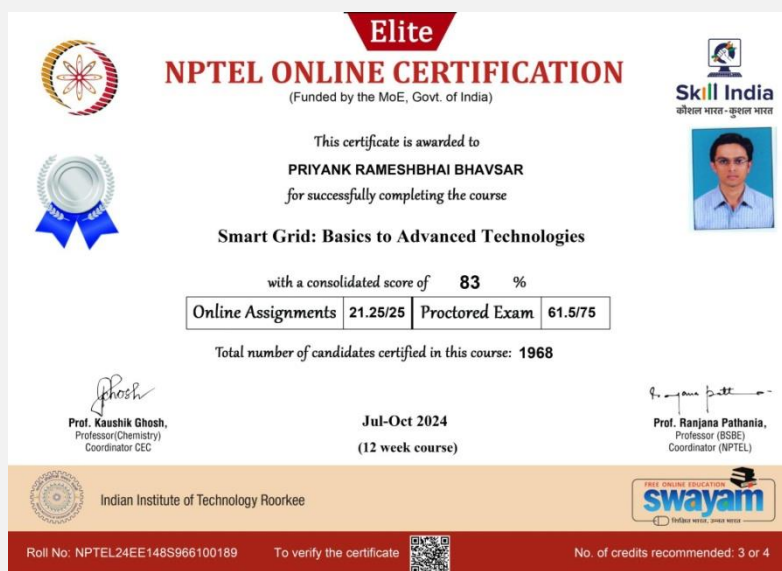 Elite
NPTEL ONLINE CERTIFICATION
(Funded by the MoE, Govt. of India)
Skill India
कौशल भारत - कुशल भारत
This certificate is awarded to
PRIYANK RAMESHBHAI BHAVSAR
for successfully completing the course
Smart Grid: Basics to Advanced Technologies
with a consolidated score of 83 %
Online Assignments 21.25/25 Proctored Exam 61.5/75
Total number of candidates certified in this course: 1968
Prof. Kaushik Ghosh,
Professor(Chemistry)
Coordinator CEC
Jul-Oct 2024
(12 week course)
Prof. Ranjana Pathania,
Professor (BSBE)
Coordinator (NPTEL)
Indian Institute of Technology Roorkee
FREE ONLINE EDUCATION
swayam
शिक्षित भारत, उन्नत भारत
Roll No: NPTEL24EE148S966100189 To verify the certificate No. of credits recommended: 3 or 4